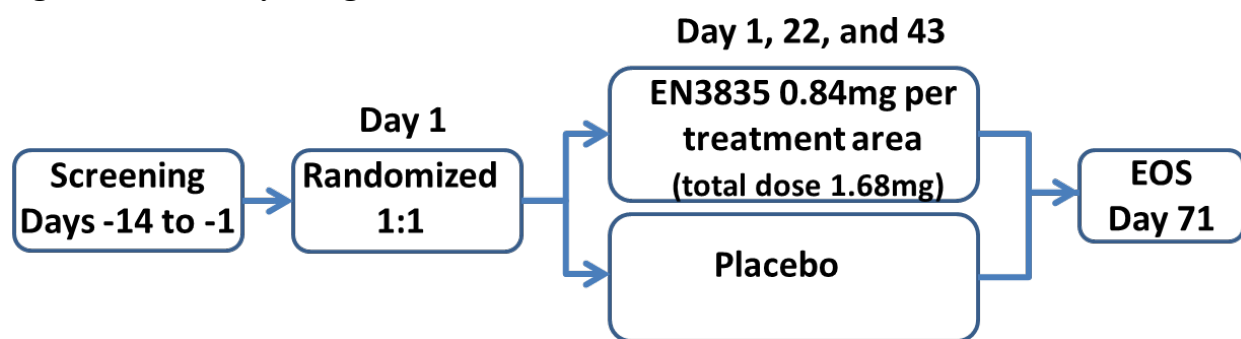 Screening
Days -14 to -1
Day 1
Randomized
1:1
Day 1, 22, and 43
EN3835 0.84mg per
treatment area
(total dose 1.68mg)
Placebo
EOS
Day 71